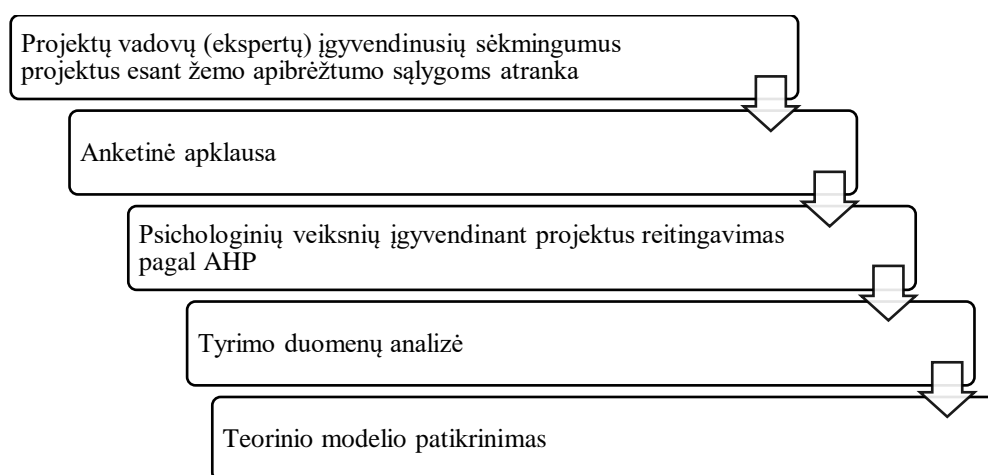 Projektų vadovų (ekspertų) įgyvendinusių sėkmingumus
projektus esant žemo apibrėžtumo sąlygoms atranka
Anketinė apklausa
Psichologinių veiksnių įgyvendinant projektus reitingavimas
pagal AHP
Tyrimo duomenų analizė
Teorinio modelio patikrinimas